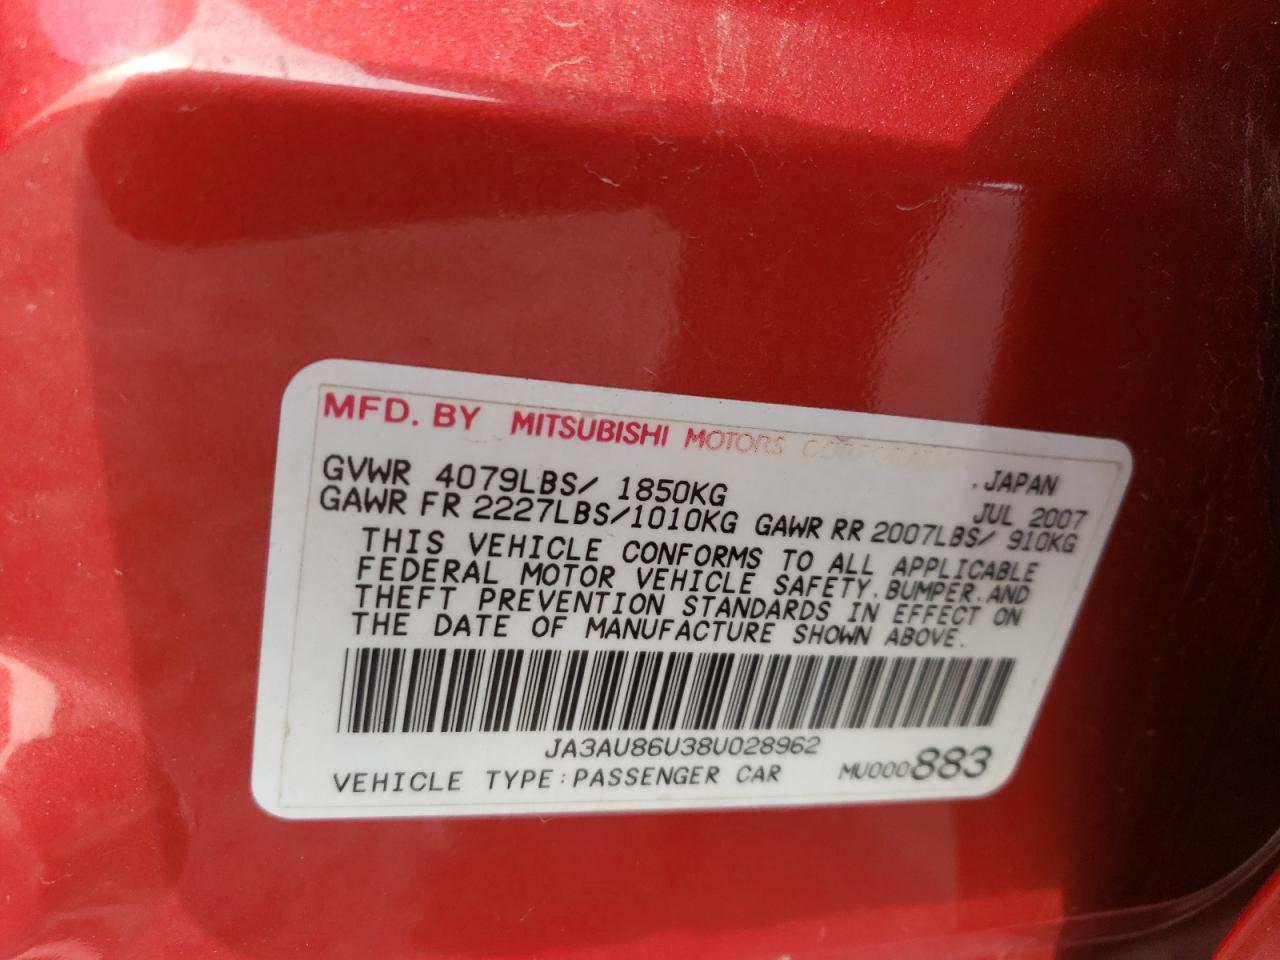 MFD. BY MITSUBISHI MOTORS CORPORATION
.JAPAN
GVWR 4079LBS/ 1850KG JUL 2007
GAWR FR 2227LBS/1010KG GAWR RR 2007LBS/ 910KG
THIS VEHICLE CONFORMS TO ALL APPLICABLE
FEDERAL MOTOR VEHICLE SAFETY.BUMPER.AND
THEFT PREVENTION STANDARDS IN EFFECT ON
THE DATE OF MANUFACTURE SHOWN ABOVE.
JA3AU86U38U028962
VEHICLE TYPE:PASSENGER CAR MU000883